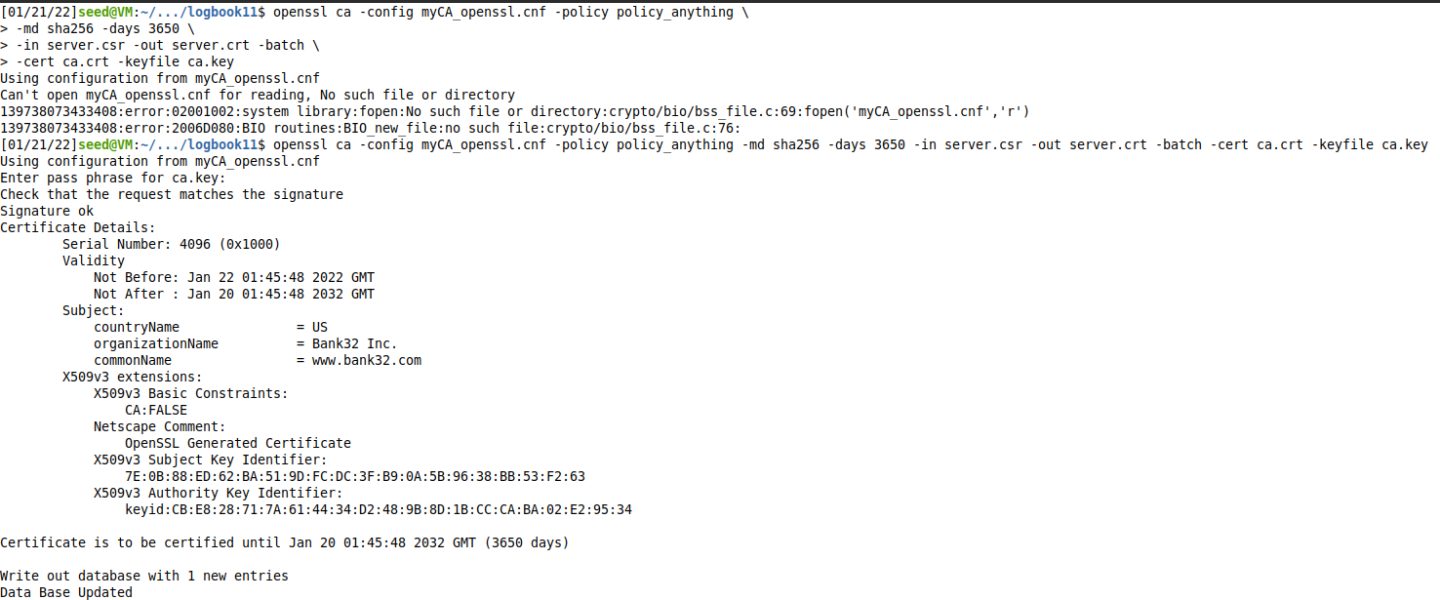 [01/21/22]seed@VM:~/.../logbook11$ openssl ca -config myCA_openssl.cnf -policy policy_anything \
> -md sha256 -days 3650 \
> -in server.csr -out server.crt -batch \
> -cert ca.crt -keyfile ca.key
Using configuration from myCA_openssl.cnf
Can't open myCA_openssl.cnf for reading, No such file or directory
139738073433408:error:02001002:system library:fopen:No such file or directory:crypto/bio/bss_file.c:69:fopen('myCA_openssl.cnf','r')
139738073433408:error:2006D080:BIO routines:BIO_new_file:no such file:crypto/bio/bss_file.c:76:
[01/21/22]seed@VM:~/.../logbook11$ openssl ca -config myCA_openssl.cnf -policy policy_anything -md sha256 -days 3650 -in server.csr -out server.crt -batch -cert ca.crt -keyfile ca.key
Using configuration from myCA_openssl.cnf
Enter pass phrase for ca.key:
Check that the request matches the signature
Signature ok
Certificate Details:
        Serial Number: 4096 (0x1000)
        Validity
            Not Before: Jan 22 01:45:48 2022 GMT
            Not After : Jan 20 01:45:48 2032 GMT
        Subject:
            countryName               = US
            organizationName          = Bank32 Inc.
            commonName                = www.bank32.com
        X509v3 extensions:
            X509v3 Basic Constraints:
                CA:FALSE
            Netscape Comment:
                OpenSSL Generated Certificate
            X509v3 Subject Key Identifier:
                7E:0B:88:ED:62:BA:51:9D:FC:DC:3F:B9:0A:5B:96:38:BB:53:F2:63
            X509v3 Authority Key Identifier:
                keyid:CB:E8:28:71:7A:61:44:34:D2:48:9B:8D:1B:CC:CA:BA:02:E2:95:34
Certificate is to be certified until Jan 20 01:45:48 2032 GMT (3650 days)
Write out database with 1 new entries
Data Base Updated